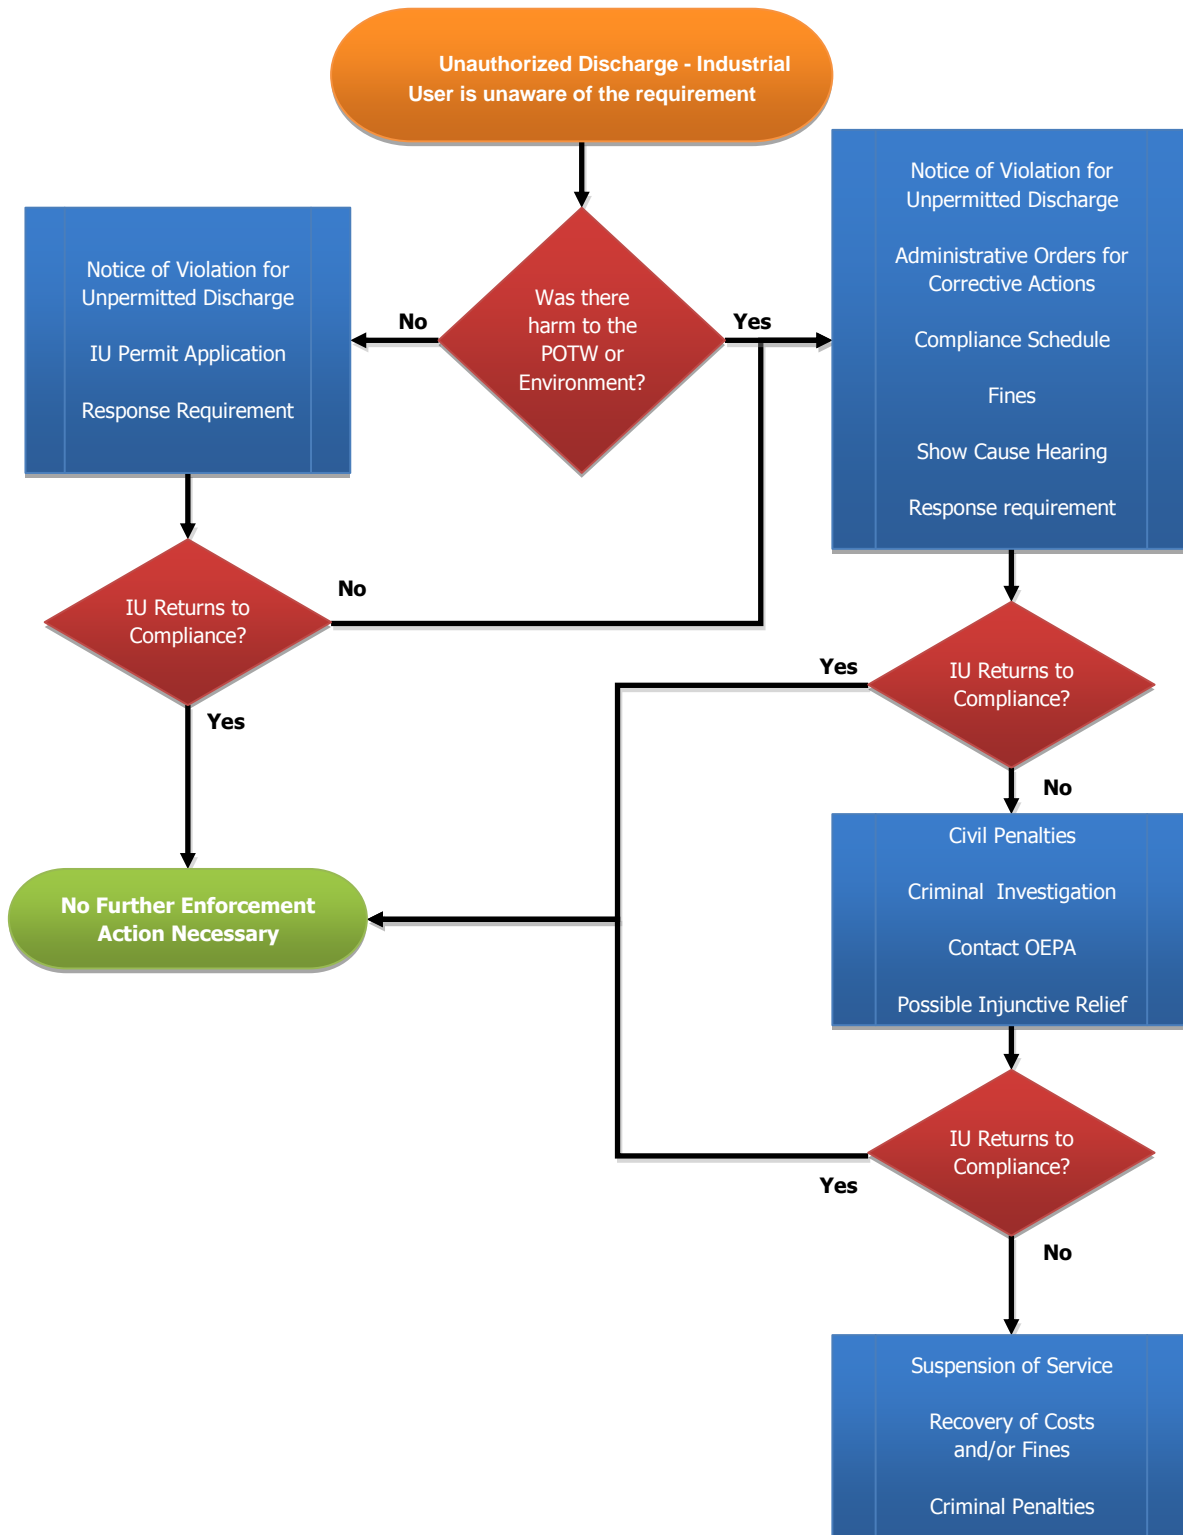 Unauthorized Discharge - Industrial
User is unaware of the requirement
Notice of Violation for
Unpermitted Discharge
Administrative Orders for
Corrective Actions
Compliance Schedule
Fines
Show Cause Hearing
Response requirement
Notice of Violation for
Unpermitted Discharge
IU Permit Application
Response Requirement
Was there
harm to the
POTW or
Environment?
No
Yes
IU Returns to
Compliance?
No
Yes
IU Returns to
Compliance?
Yes
No
No Further Enforcement
Action Necessary
Civil Penalties
Criminal  Investigation
Contact OEPA
Possible Injunctive Relief
IU Returns to
Compliance?
Yes
No
Suspension of Service
Recovery of Costs
and/or Fines
Criminal Penalties